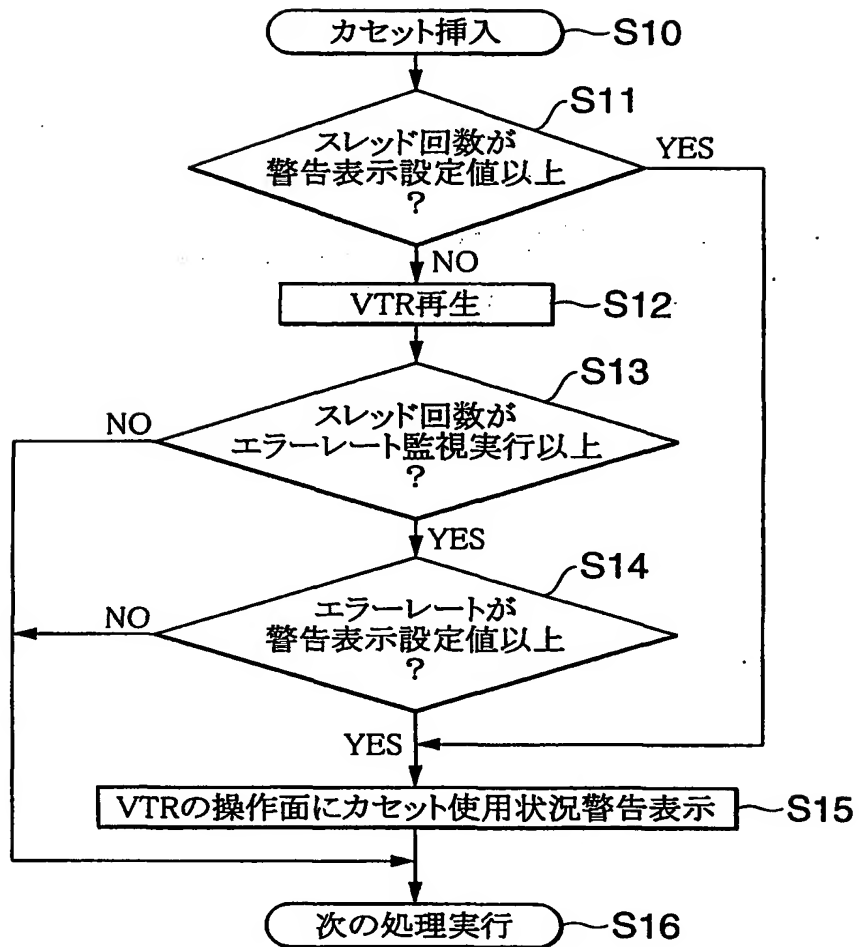 カセット挿入
S10
S11
スレッド回数が
警告表示設定値以上
?
YES
NO
VTR再生
S12
S13
スレッド回数が
エラーレート監視実行以上
?
NO
YES
S14
エラーレートが
警告表示設定値以上
?
NO
YES
VTRの操作面にカセット使用状況警告表示
S15
次の処理実行
S16